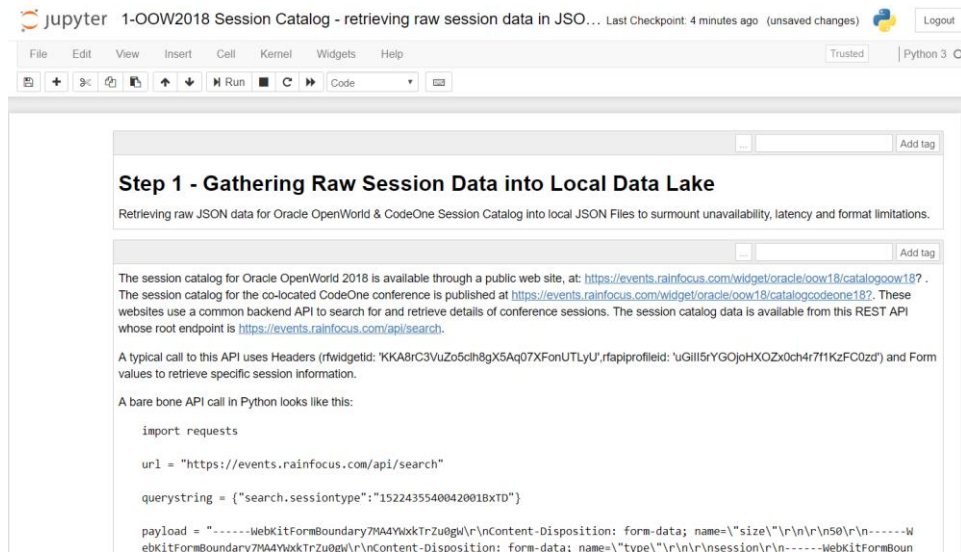 jupyter 1-OOW2018 Session Catalog - retrieving raw session data in JSO... Last Checkpoint: 4 minutes ago (unsaved changes) Logout
File Edit View Insert Cell Kernel Widgets Help Trusted Python 3
Run Code
... Add tag
Step 1 - Gathering Raw Session Data into Local Data Lake
Retrieving raw JSON data for Oracle OpenWorld & CodeOne Session Catalog into local JSON Files to surmount unavailability, latency and format limitations.
... Add tag
The session catalog for Oracle OpenWorld 2018 is available through a public web site, at: https://events.rainfocus.com/widget/oracle/oow18/catalogoow18? .
The session catalog for the co-located CodeOne conference is published at https://events.rainfocus.com/widget/oracle/oow18/catalogcodeone18?. These
websites use a common backend API to search for and retrieve details of conference sessions. The session catalog data is available from this REST API
whose root endpoint is https://events.rainfocus.com/api/search.
A typical call to this API uses Headers (rfwidgetid: 'KKA8rC3VuZo5clh8gX5Aq07XFonUTLyU',rfapiprofileid: 'uGiII5rYGOjoHXOZx0ch4r7f1KzFC0zd') and Form
values to retrieve specific session information.
A bare bone API call in Python looks like this:
import requests
url = "https://events.rainfocus.com/api/search"
querystring = {"search.sessiontype":"1522435540042001BxTD"}
payload = "------WebKitFormBoundary7MA4YWxkTrZu0gW\r\nContent-Disposition: form-data; name=\"size\"\r\n\r\n50\r\n------W
ebKitFormBoundary7MA4YWxkTrZu0gW\r\nContent-Disposition: form-data; name=\"type\"\r\n\r\nsession\r\n------WebKitFormBou